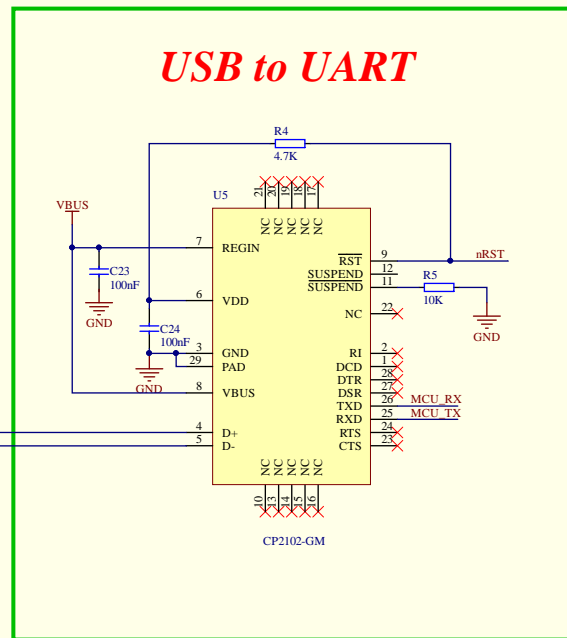 USB to UART
R4
4.7K
U5
21 20 19 18 17
NC NC NC NC NC
VBUS
7 REGIN
RST 9 nRST
SUSPEND 12
SUSPEND 11
R5
10K
C23
100nF
GND
6 VDD
NC 22
GND
C24
100nF
3 GND
29 PAD
GND
8 VBUS
RI 2
DCD 1
DTR 28
DSR 27
TXD 26 MCU_RX
RXD 25 MCU_TX
RTS 24
CTS 23
4 D+
5 D-
NC NC NC NC NC
10 13 14 15 16
CP2102-GM